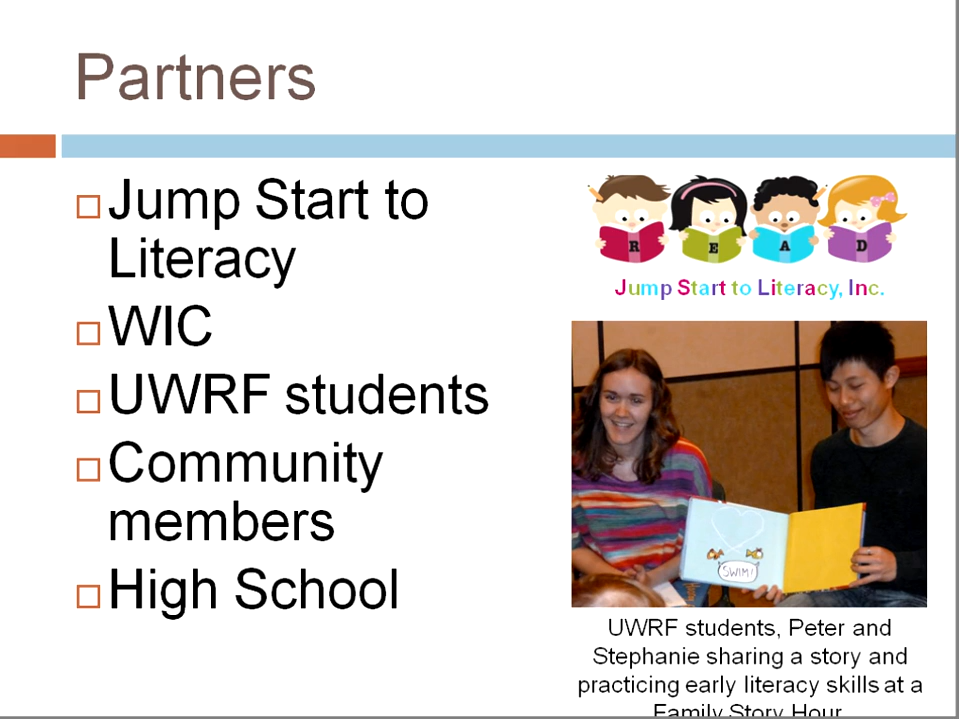 Partners
Jump Start to
Literacy
WIC
UWRF students
Community
members
High School
R E A D
Jump Start to Literacy, Inc.
SWIM!
UWRF students, Peter and
Stephanie sharing a story and
practicing early literacy skills at a
Family Story Hour